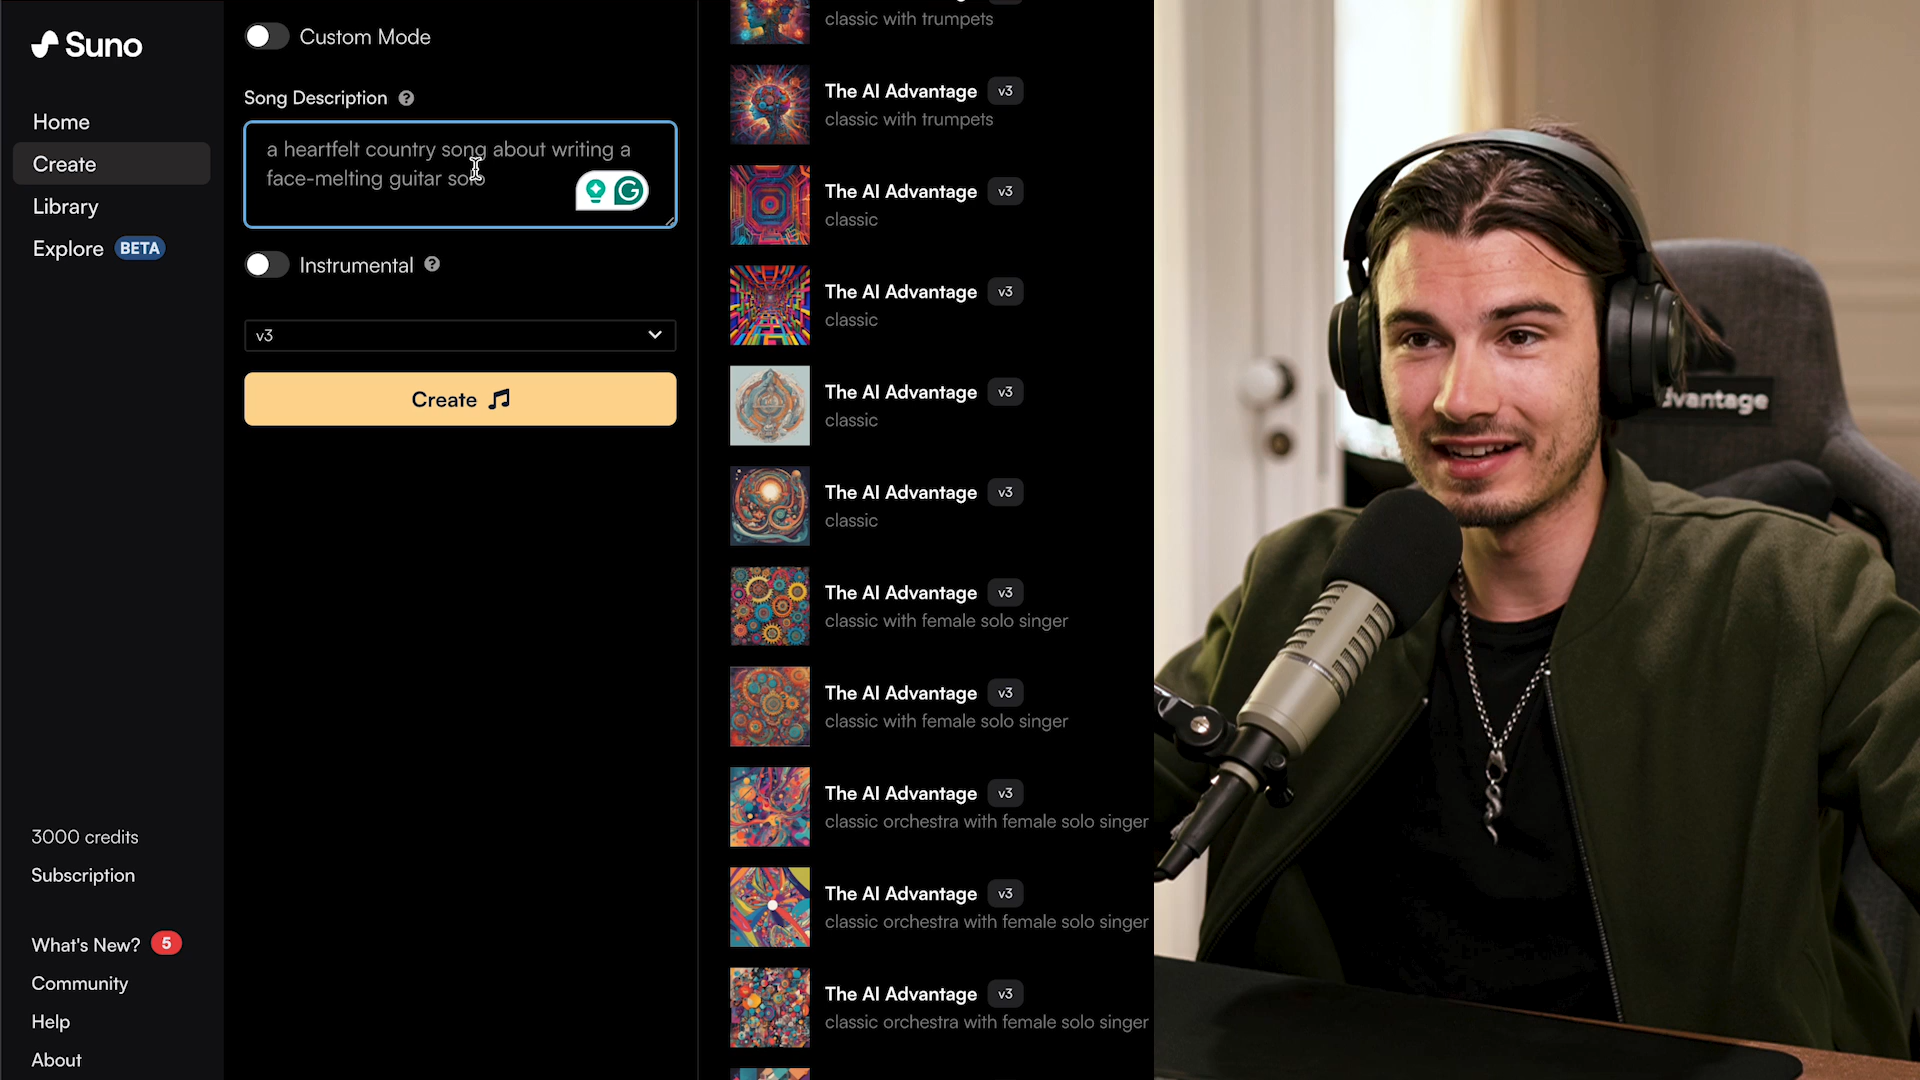 Suno
Home
Create
Library
Explore BETA
3000 credits
Subscription
What's New? 5
Community
Help
About
Custom Mode
Song Description ?
a heartfelt country song about writing a
face-melting guitar solo
G
Instrumental ?
v3
Create
classic with trumpets
The AI Advantage v3
classic with trumpets
The AI Advantage v3
classic
The AI Advantage v3
classic
The AI Advantage v3
classic
The AI Advantage v3
classic
The AI Advantage v3
classic with female solo singer
The AI Advantage v3
classic with female solo singer
The AI Advantage v3
classic orchestra with female solo singer
The AI Advantage v3
classic orchestra with female solo singer
The AI Advantage v3
classic orchestra with female solo singer
vantage